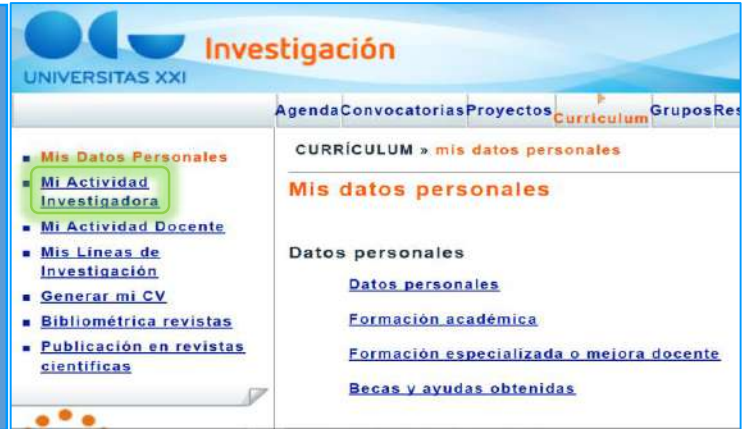 Investigación
UNIVERSITAS XXI
Agenda Convocatorias Proyectos Curriculum Grupos Res
CURRÍCULUM » mis datos personales
Mis Datos Personales
Mi Actividad
Investigadora
Mi Actividad Docente
Mis Líneas de
Investigación
Generar mi CV
Bibliométrica revistas
Publicación en revistas
científicas
Mis datos personales
Datos personales
Datos personales
Formación académica
Formación especializada o mejora docente
Becas y ayudas obtenidas